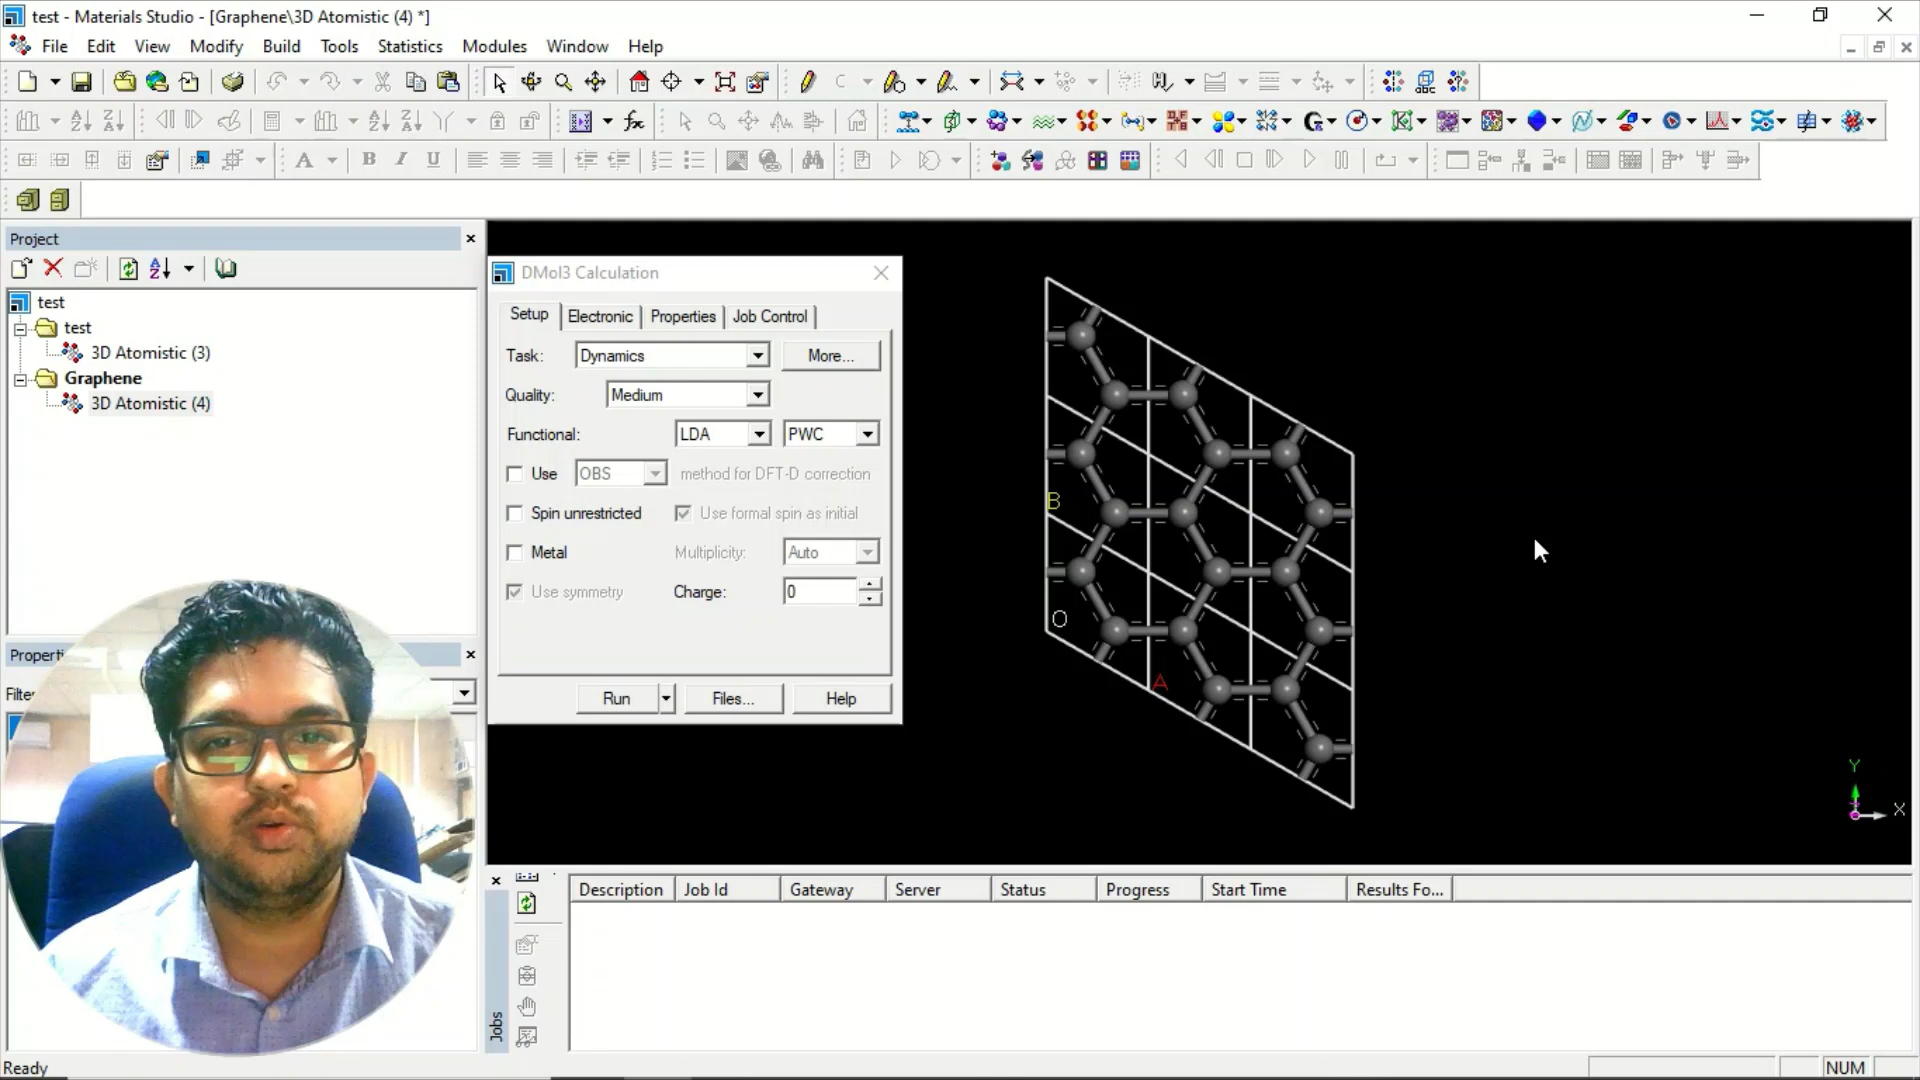 test - Materials Studio - [Graphene\3D Atomistic (4) *]
File Edit View Modify Build Tools Statistics Modules Window Help
Project
test
test
3D Atomistic (3)
Graphene
3D Atomistic (4)
DMol3 Calculation
Setup Electronic Properties Job Control
Task: Dynamics More...
Quality: Medium
Functional: LDA PWC
Use OBS method for DFT-D correction
Spin unrestricted Use formal spin as initial
Metal Multiplicity: Auto
Use symmetry Charge: 0
Run Files... Help
B
O
A
Y
X
Description Job Id Gateway Server Status Progress Start Time Results Fo...
Jobs
Ready
NUM